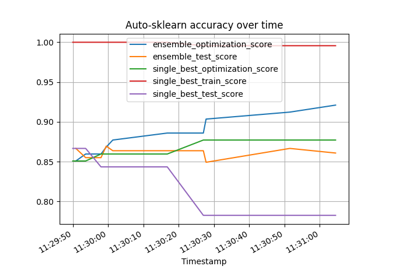 Auto-sklearn accuracy over time
1.00
0.95
0.90
0.85
0.80
ensemble_optimization_score
ensemble_test_score
single_best_optimization_score
single_best_train_score
single_best_test_score
11:29:50
11:30:00
11:30:10
11:30:20
11:30:30
11:30:40
11:30:50
11:31:00
Timestamp